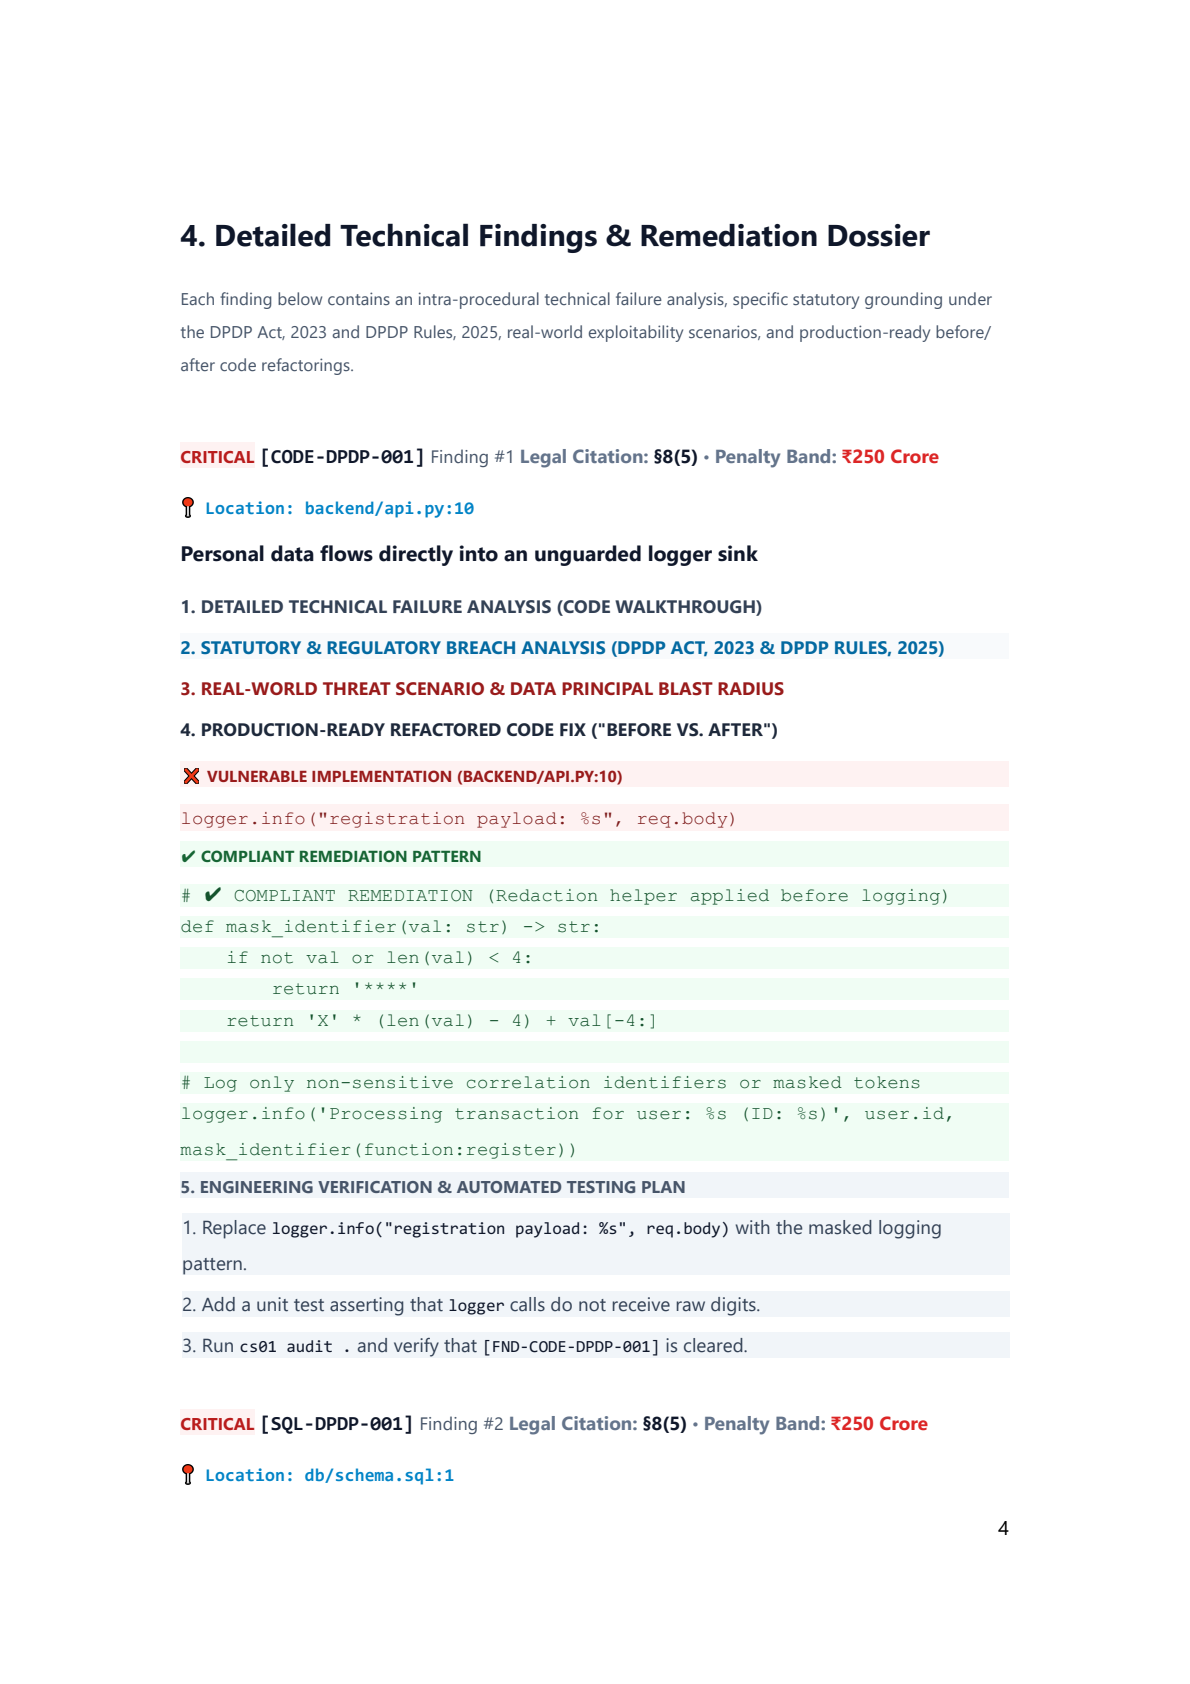 4. Detailed Technical Findings & Remediation Dossier
Each finding below contains an intra-procedural technical failure analysis, specific statutory grounding under
the DPDP Act, 2023 and DPDP Rules, 2025, real-world exploitability scenarios, and production-ready before/
after code refactorings.
CRITICAL [CODE-DPDP-001] Finding #1 Legal Citation: §8(5) • Penalty Band: ₹250 Crore
📍 Location: backend/api.py:10
Personal data flows directly into an unguarded logger sink
1. DETAILED TECHNICAL FAILURE ANALYSIS (CODE WALKTHROUGH)
2. STATUTORY & REGULATORY BREACH ANALYSIS (DPDP ACT, 2023 & DPDP RULES, 2025)
3. REAL-WORLD THREAT SCENARIO & DATA PRINCIPAL BLAST RADIUS
4. PRODUCTION-READY REFACTORED CODE FIX ("BEFORE VS. AFTER")
❌ VULNERABLE IMPLEMENTATION (BACKEND/API.PY:10)
logger.info("registration payload: %s", req.body)
✔ COMPLIANT REMEDIATION PATTERN
# ✔ COMPLIANT REMEDIATION (Redaction helper applied before logging)
def mask_identifier(val: str) -> str:
    if not val or len(val) < 4:
        return '****'
    return 'X' * (len(val) - 4) + val[-4:]
# Log only non-sensitive correlation identifiers or masked tokens
logger.info('Processing transaction for user: %s (ID: %s)', user.id,
mask_identifier(function:register))
5. ENGINEERING VERIFICATION & AUTOMATED TESTING PLAN
1. Replace logger.info("registration payload: %s", req.body) with the masked logging
pattern.
2. Add a unit test asserting that logger calls do not receive raw digits.
3. Run cs01 audit . and verify that [FND-CODE-DPDP-001] is cleared.
CRITICAL [SQL-DPDP-001] Finding #2 Legal Citation: §8(5) • Penalty Band: ₹250 Crore
📍 Location: db/schema.sql:1
4